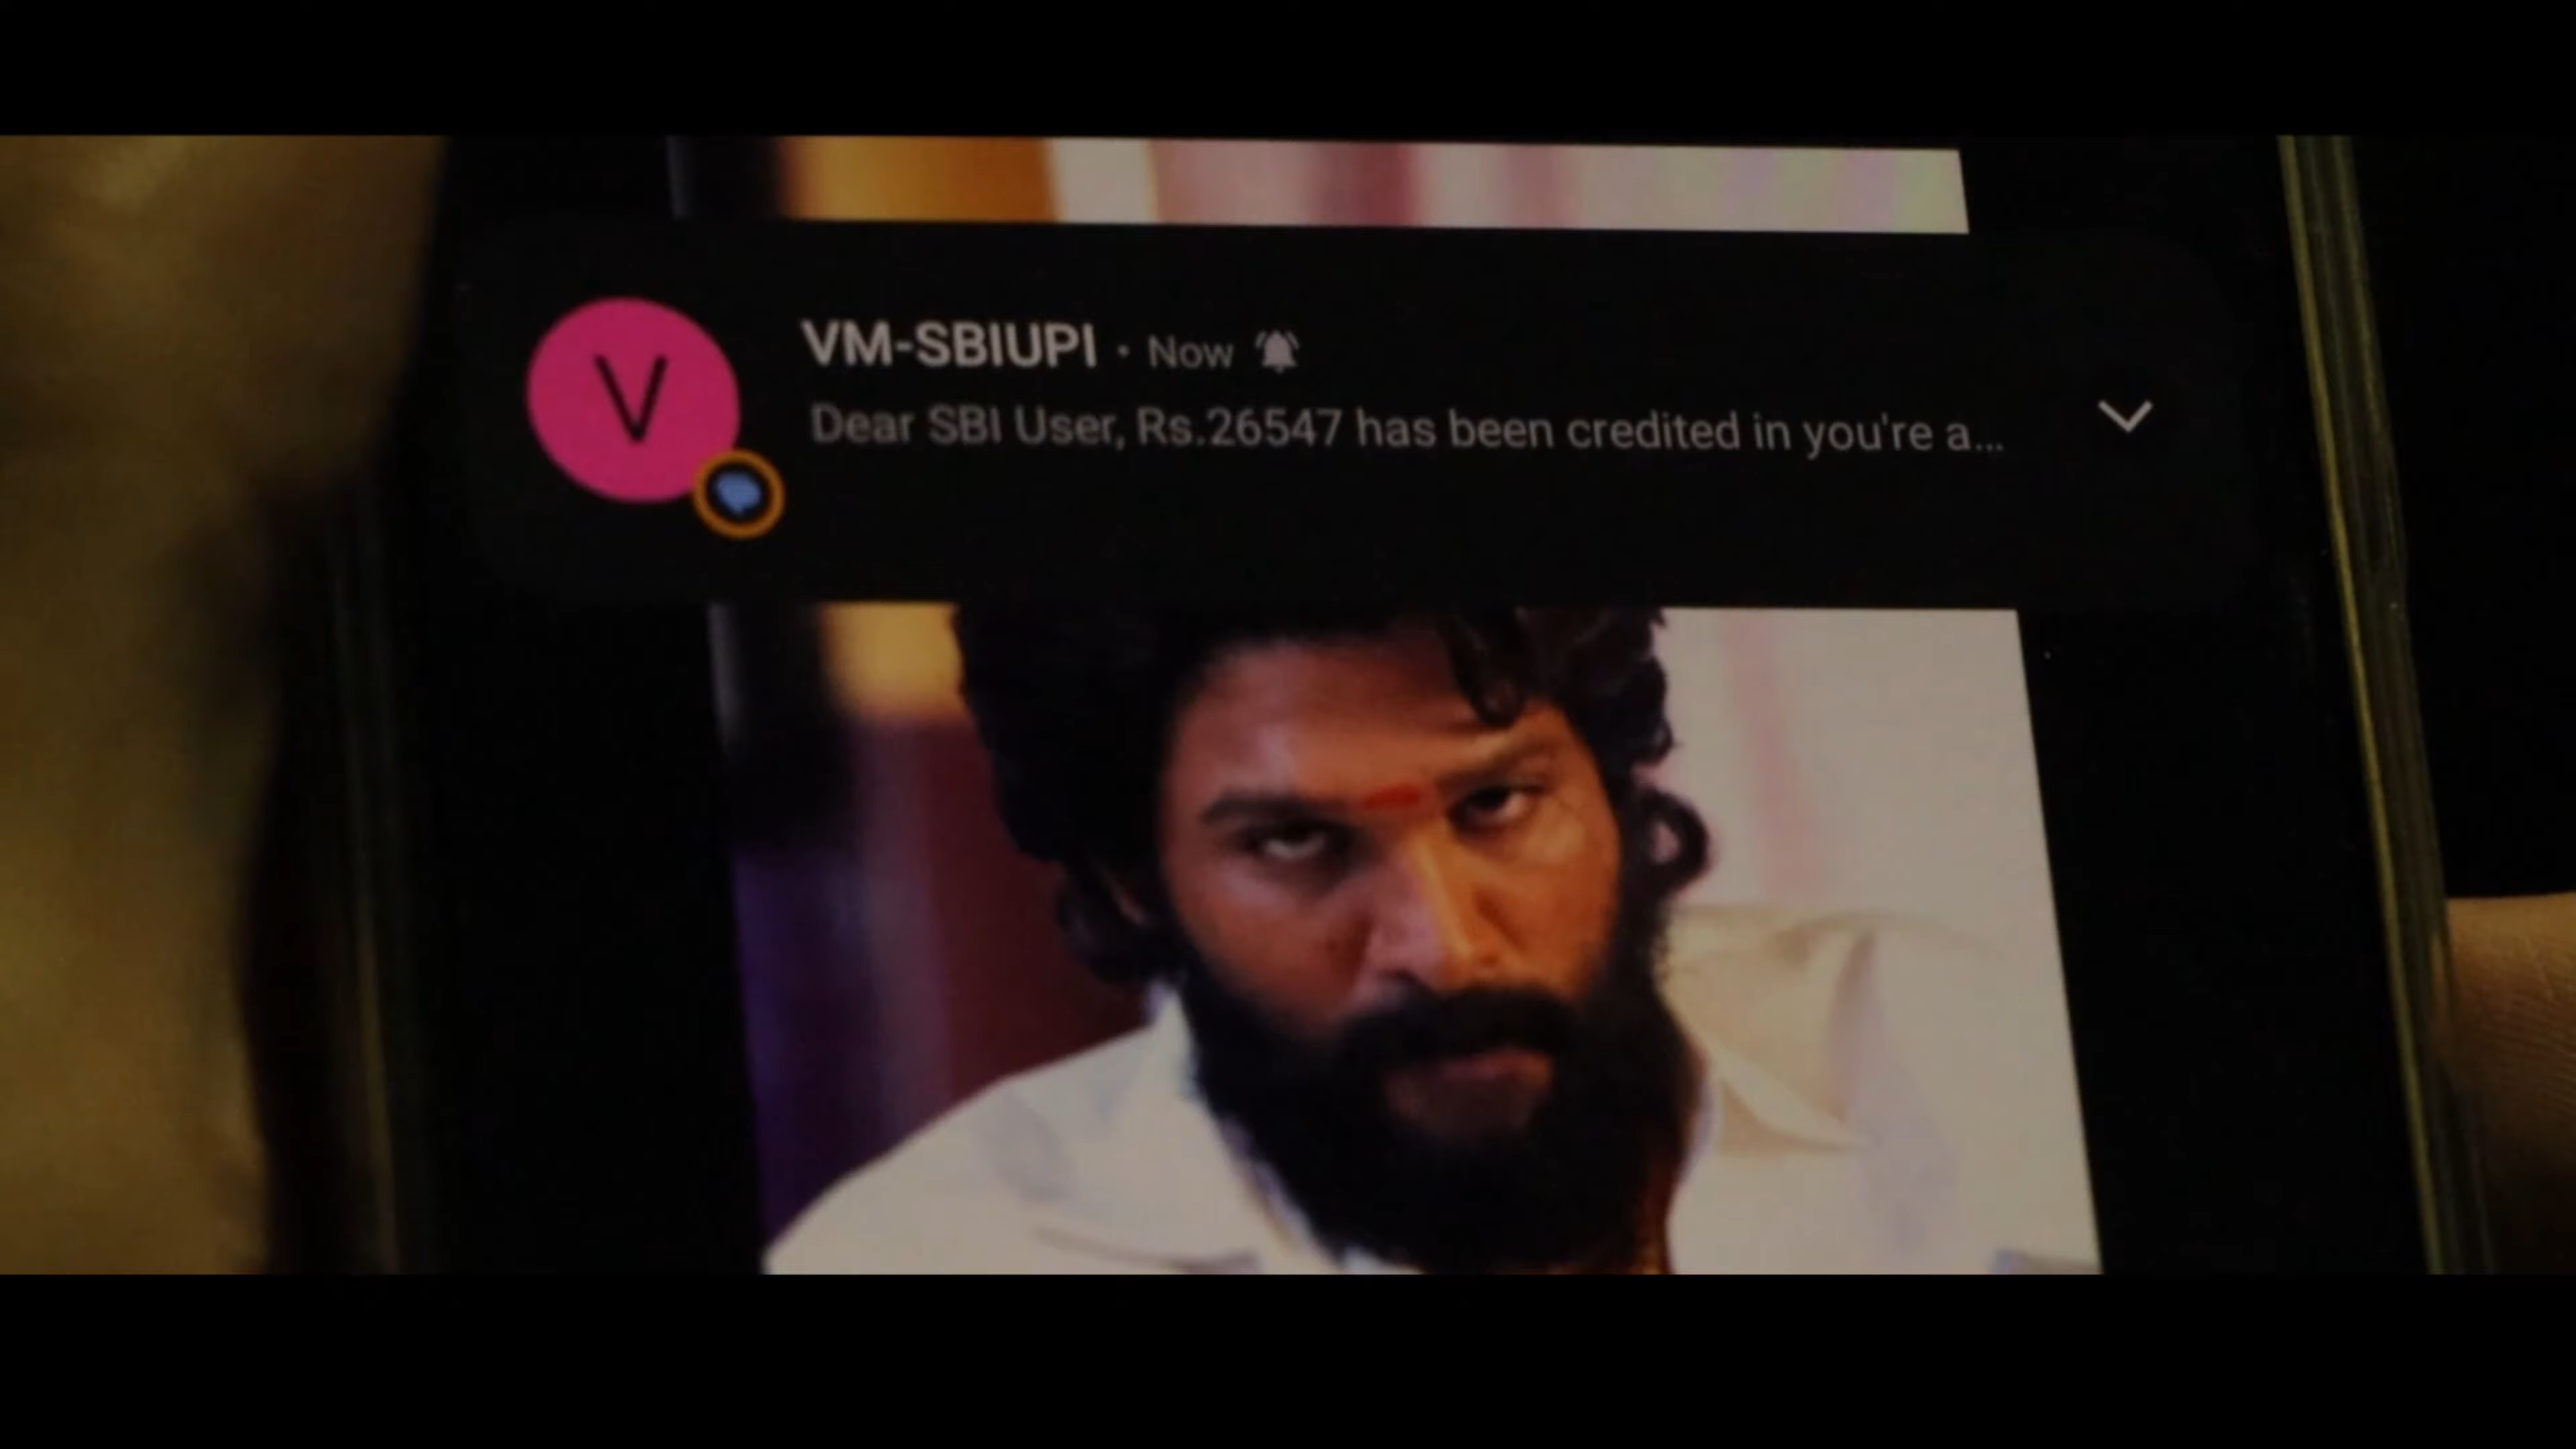 V
VM-SBIUPI · Now
Dear SBI User, Rs.26547 has been credited in you're a...